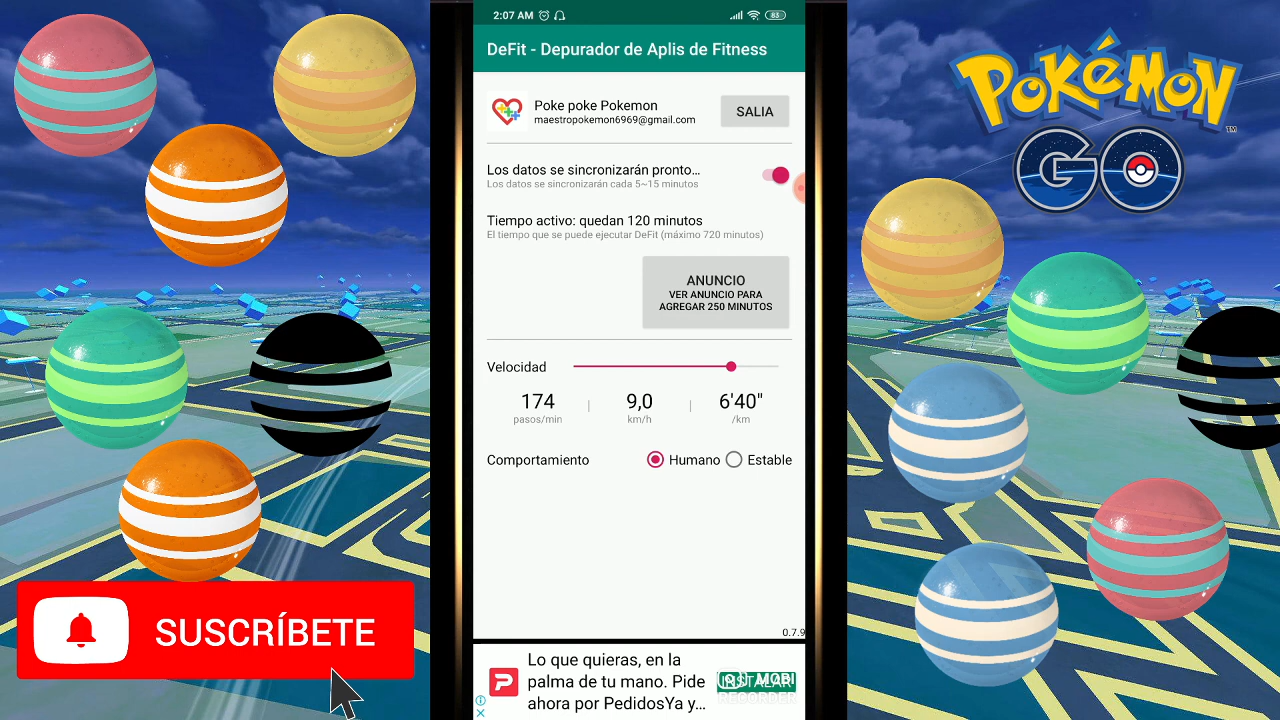 2:07 AM
83
DeFit - Depurador de Aplis de Fitness
Poke poke Pokemon
maestropokemon6969@gmail.com
SALIA
Los datos se sincronizarán pronto...
Los datos se sincronizarán cada 5~15 minutos
Tiempo activo: quedan 120 minutos
El tiempo que se puede ejecutar DeFit (máximo 720 minutos)
ANUNCIO
VER ANUNCIO PARA
AGREGAR 250 MINUTOS
Velocidad
174
pasos/min
9,0
km/h
6'40"
/km
Comportamiento
Humano
Estable
0.7.9
Lo que quieras, en la
palma de tu mano. Pide
ahora por PedidosYa y...
INSTALAR
MOBI
RECORDER
SUSCRÍBETE
POKÉMON
TM
GO